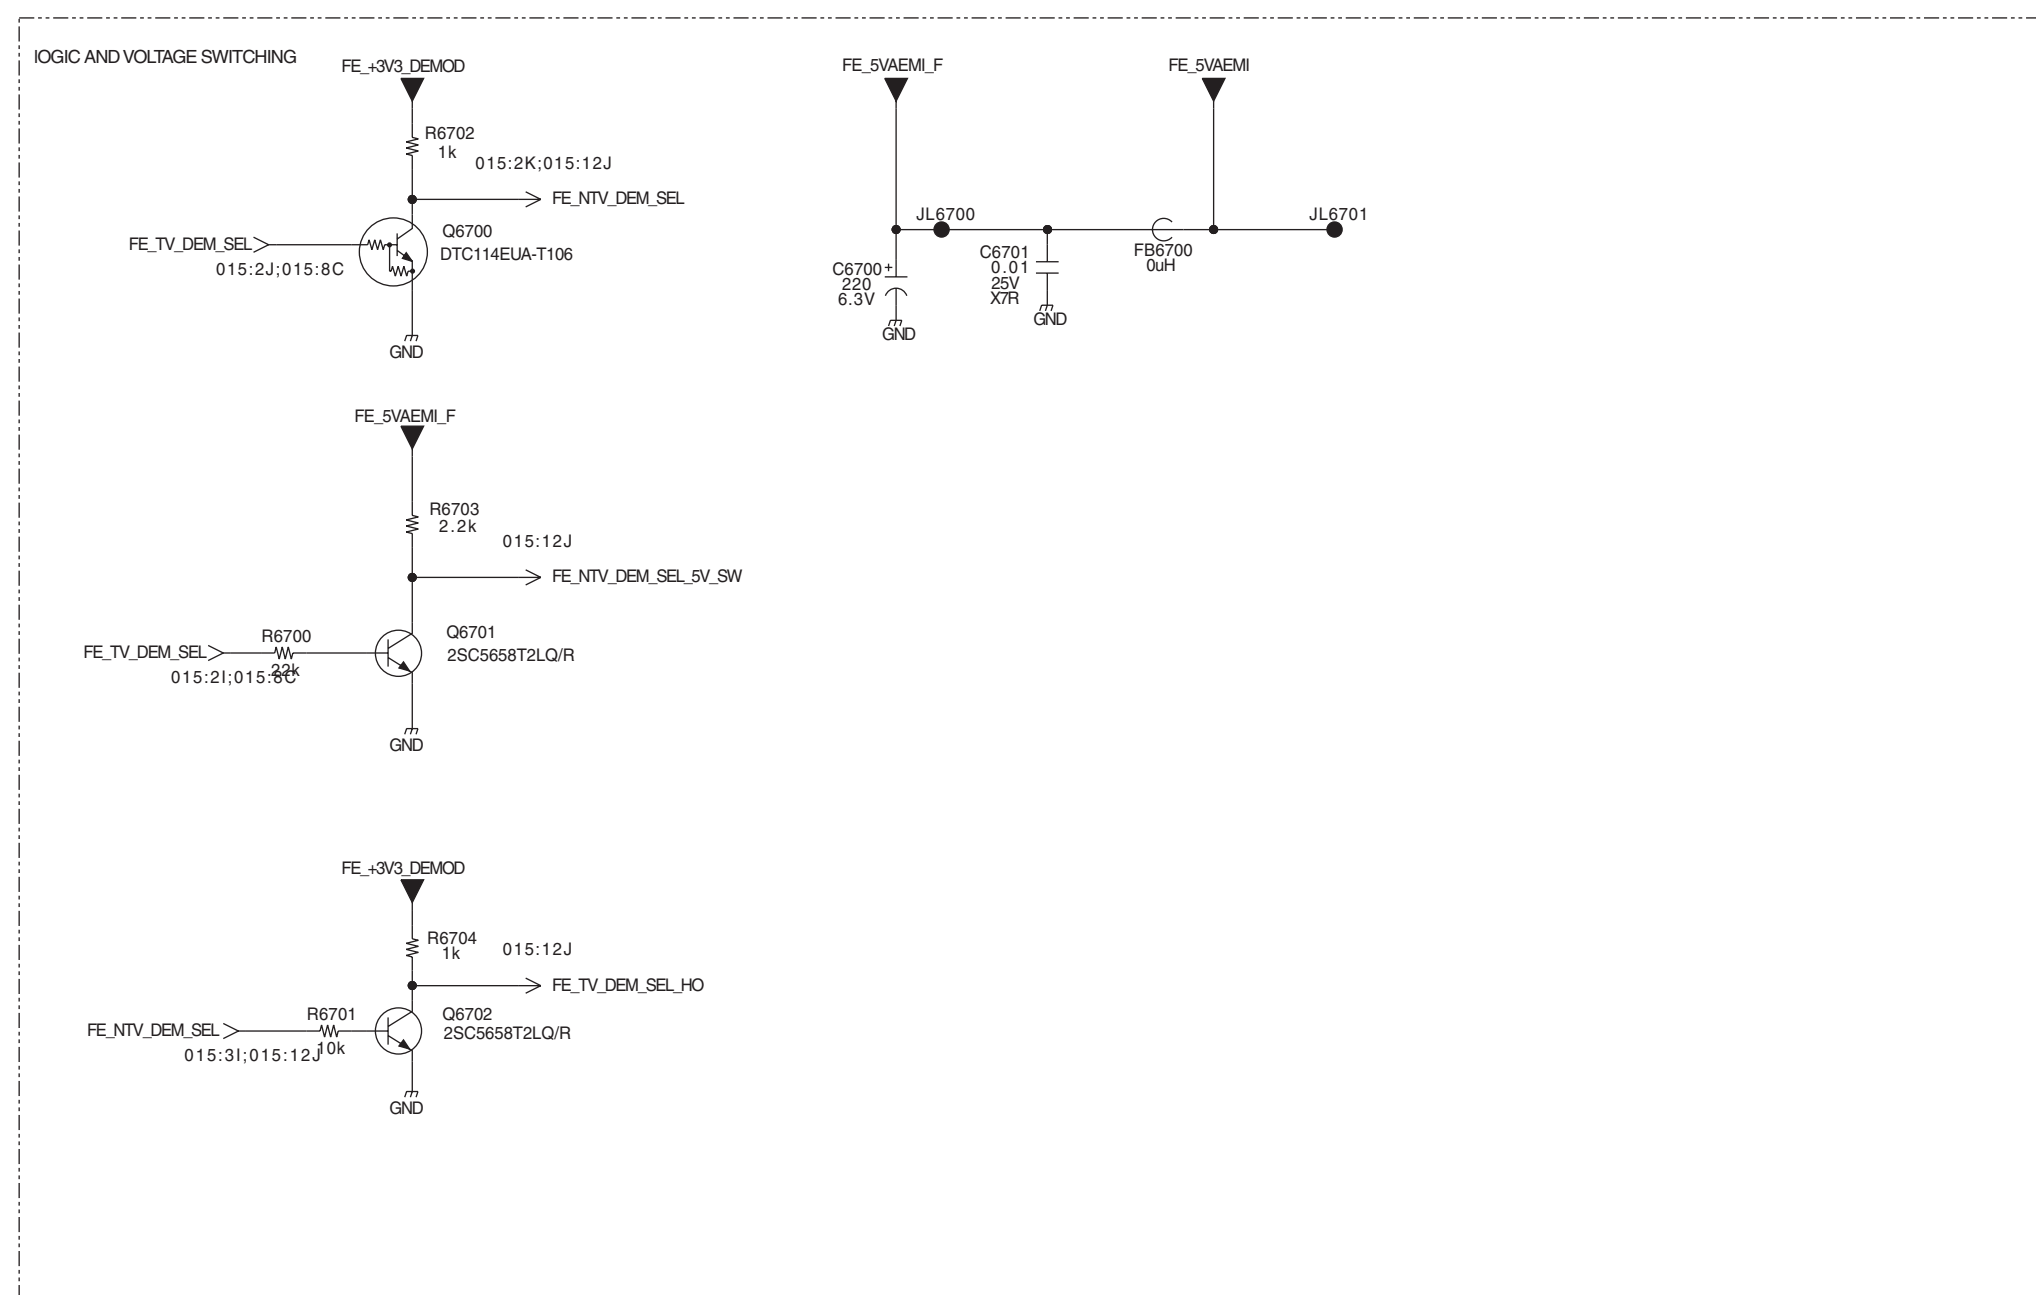 IOGIC AND VOLTAGE SWITCHING
FE_+3V3_DEMOD
R6702
1k
015:2K;015:12J
FE_NTV_DEM_SEL
FE_TV_DEM_SEL
015:2J;015:8C
Q6700
DTC114EUA-T106
GND
FE_5VAEMI_F
FE_5VAEMI
JL6700
JL6701
C6700
+
220
6.3V
GND
C6701
0.01
25V
X7R
GND
FB6700
0uH
FE_5VAEMI_F
R6703
2.2k
015:12J
FE_NTV_DEM_SEL_5V_SW
FE_TV_DEM_SEL
R6700
22k
015:2I;015:8C
Q6701
2SC5658T2LQ/R
GND
FE_+3V3_DEMOD
R6704
1k
015:12J
FE_TV_DEM_SEL_HO
FE_NTV_DEM_SEL
R6701
10k
015:3I;015:12J
Q6702
2SC5658T2LQ/R
GND